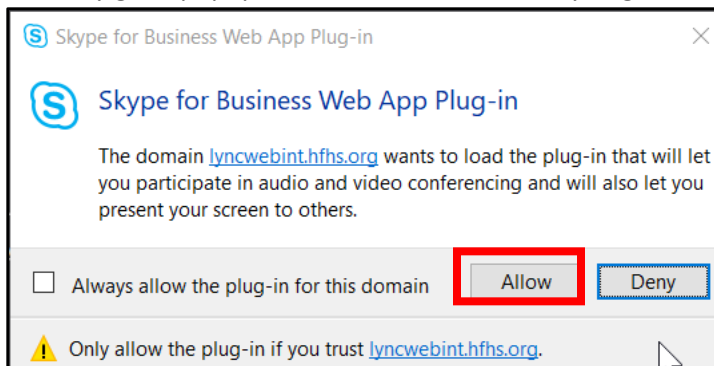 Skype for Business Web App Plug-in
Skype for Business Web App Plug-in
The domain lyncwebint.hfhs.org wants to load the plug-in that will let
you participate in audio and video conferencing and will also let you
present your screen to others.
Always allow the plug-in for this domain Allow Deny
Only allow the plug-in if you trust lyncwebint.hfhs.org.